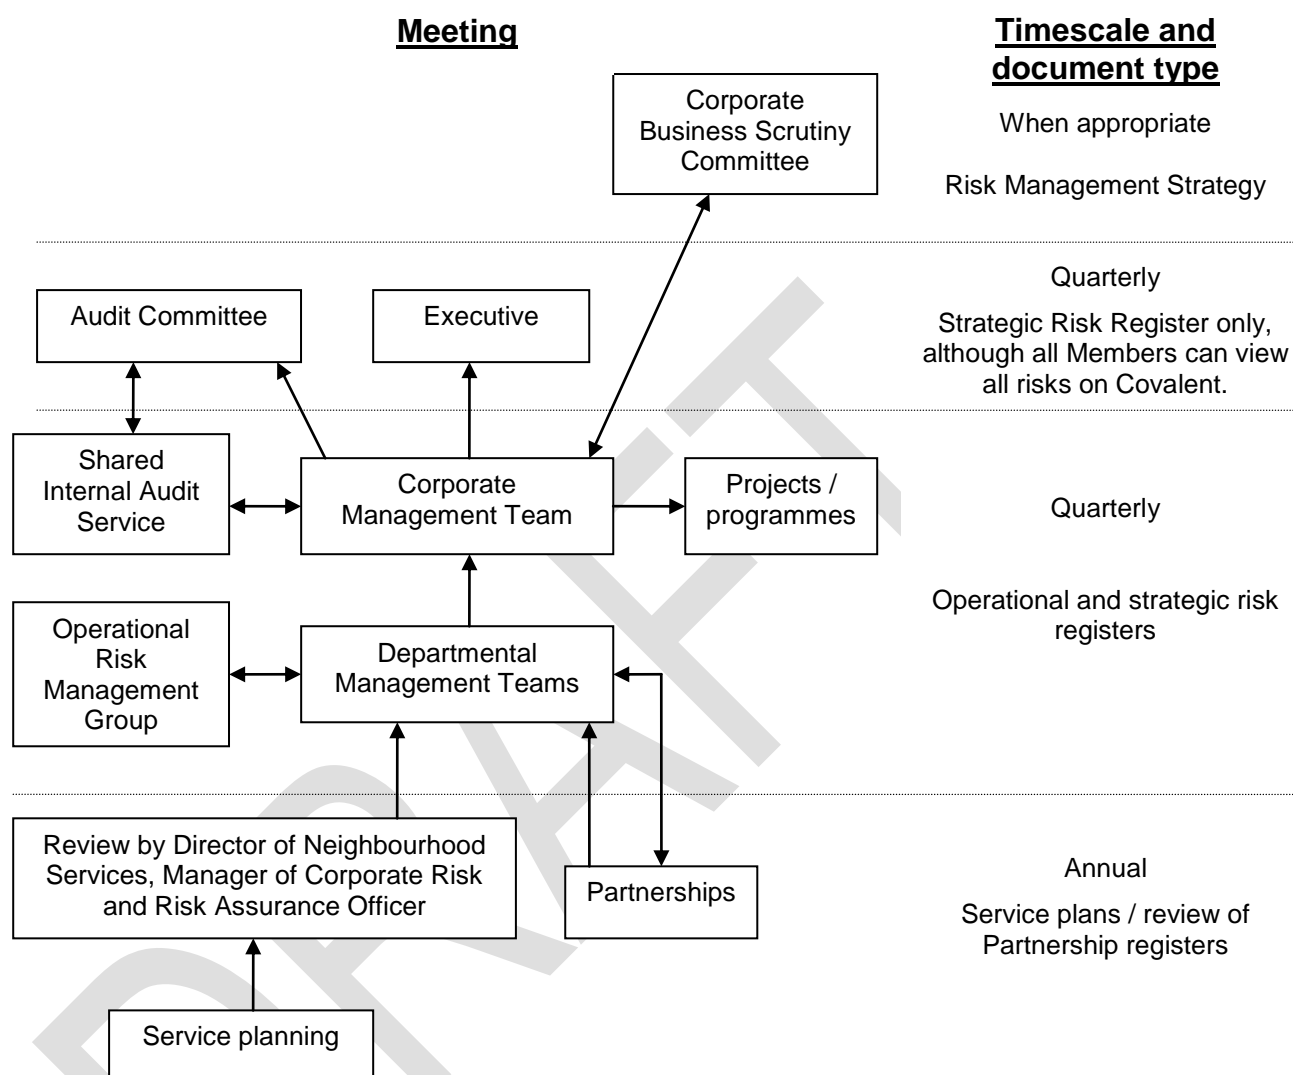 Meeting
Timescale and
document type
Corporate
Business Scrutiny
Committee
When appropriate
Risk Management Strategy
Audit Committee
Executive
Quarterly
Strategic Risk Register only,
although all Members can view
all risks on Covalent.
Shared
Internal Audit
Service
Corporate
Management Team
Projects /
programmes
Quarterly
Operational
Risk
Management
Group
Departmental
Management Teams
Operational and strategic risk
registers
Review by Director of Neighbourhood
Services, Manager of Corporate Risk
and Risk Assurance Officer
Partnerships
Annual
Service plans / review of
Partnership registers
Service planning
DRAFT